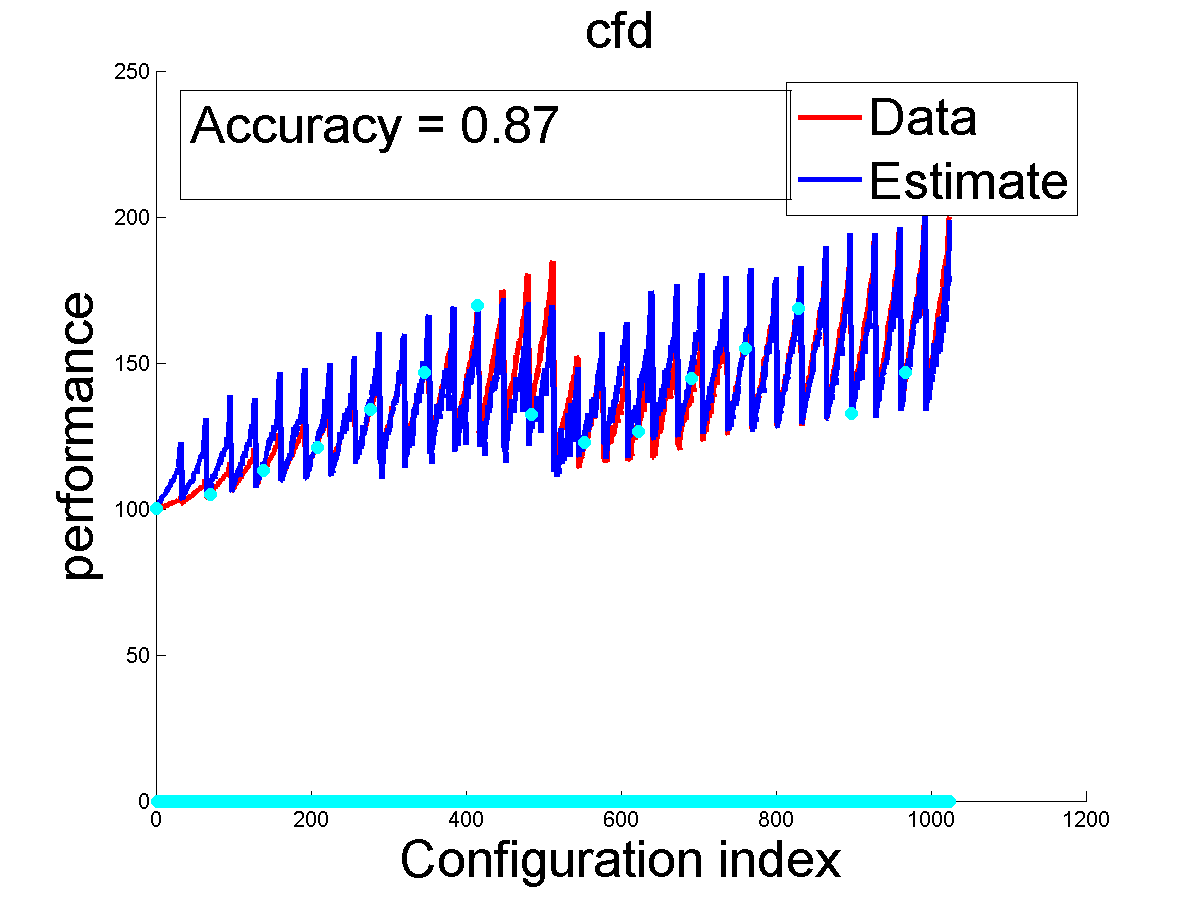 cfd
250
200
150
100
50
0
Accuracy = 0.87
Data
Estimate
performance
0 200 400 600 800 1000 1200
Configuration index